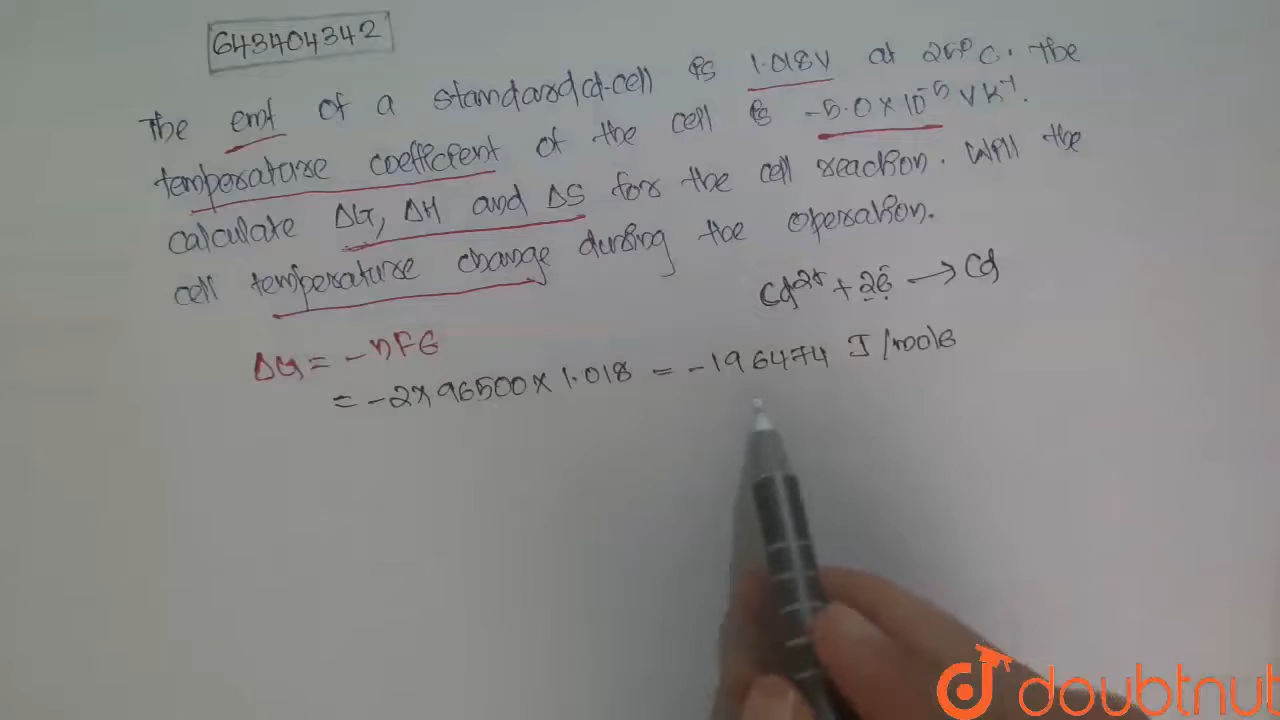 643404342
The emf of a standard cd-cell is 1.018V at 25°C. The
temperature coefficient of the cell is -5.0×10⁻⁵ VK⁻¹.
calculate ΔG, ΔH and ΔS for the cell reaction. Will the
cell temperature change during the operation.
Cd²⁺ + 2ē → Cd
ΔG = -nFE
= -2×96500×1.018 = -196474 J/mole
doubtnut